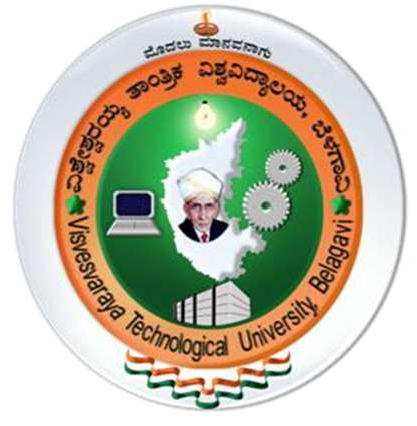 ಮೊದಲು ಮಾನವನಾಗು
ವಿಶ್ವೇಶ್ವರಯ್ಯ ತಾಂತ್ರಿಕ ವಿಶ್ವವಿದ್ಯಾಲಯ, ಬೆಳಗಾವಿ
Visvesvaraya Technological University, Belagavi